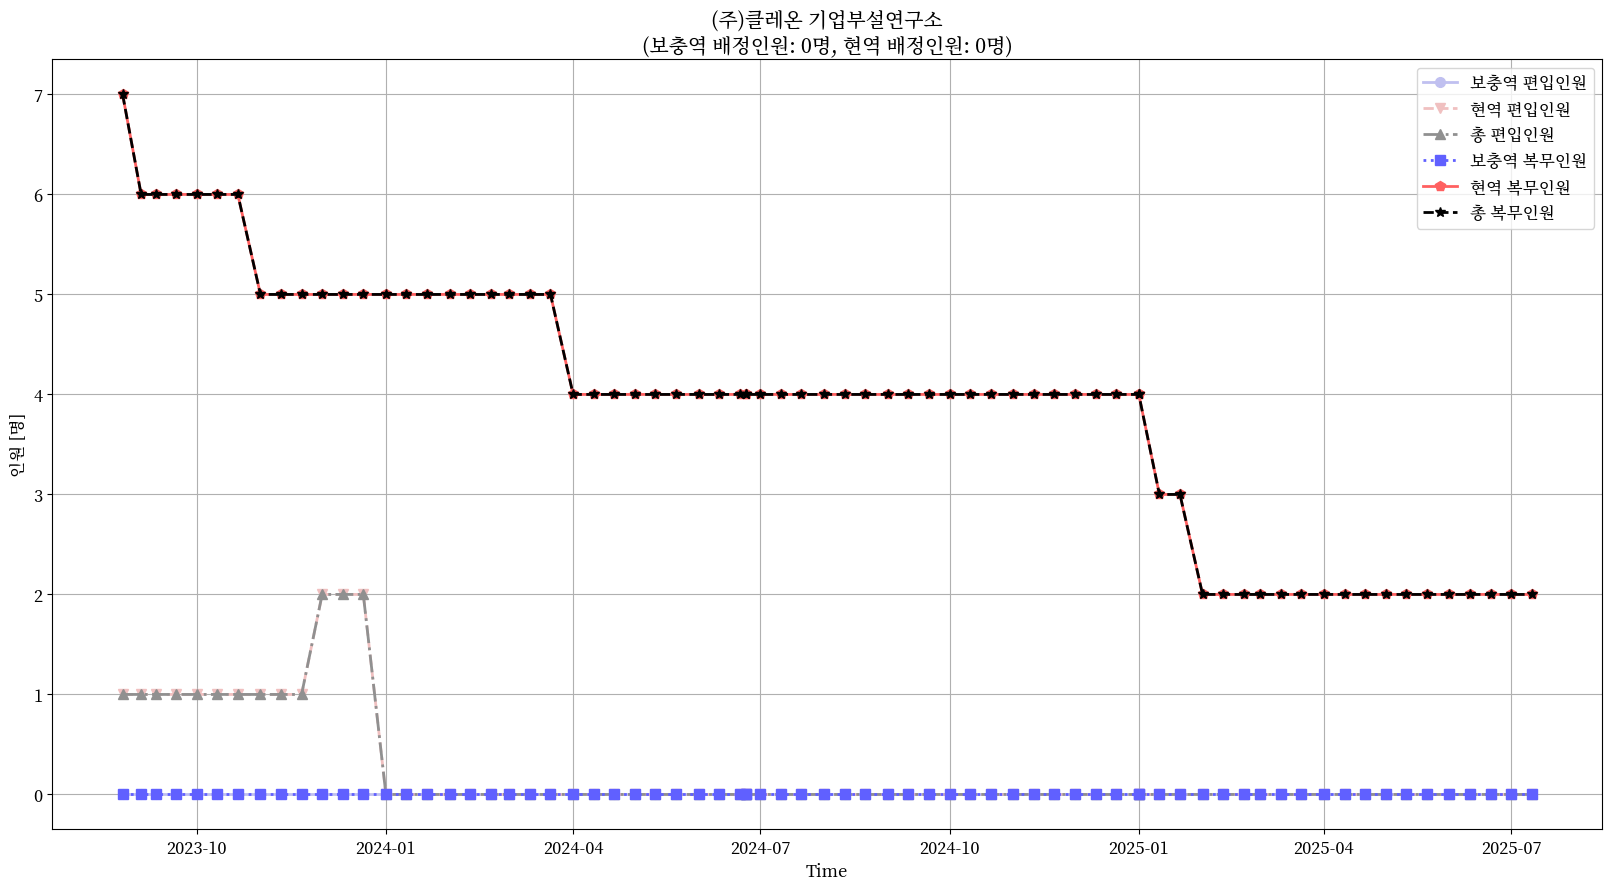 (주)클레온 기업부설연구소
(보충역 배정인원: 0명, 현역 배정인원: 0명)
보충역 편입인원
현역 편입인원
총 편입인원
보충역 복무인원
현역 복무인원
총 복무인원
인원 [명]
7
6
5
4
3
2
1
0
2023-10
2024-01
2024-04
2024-07
2024-10
2025-01
2025-04
2025-07
Time